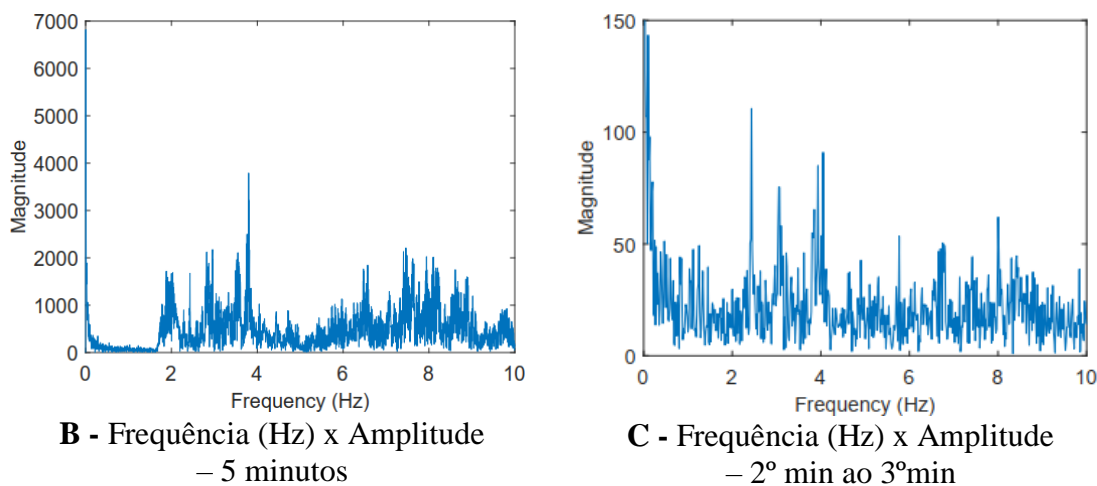 7000
6000
5000
4000
3000
2000
1000
0
Magnitude
0 2 4 6 8 10
Frequency (Hz)
B - Frequência (Hz) x Amplitude
– 5 minutos
150
100
50
0
Magnitude
0 2 4 6 8 10
Frequency (Hz)
C - Frequência (Hz) x Amplitude
– 2º min ao 3ºmin